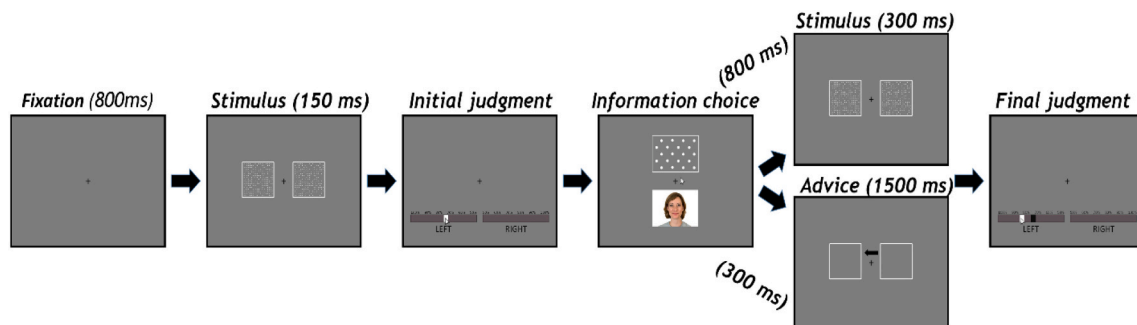 Fixation (800ms)
Stimulus (150 ms)
Initial judgment
LEFT RIGHT
Information choice
(800 ms)
Stimulus (300 ms)
(300 ms)
Advice (1500 ms)
Final judgment
LEFT RIGHT